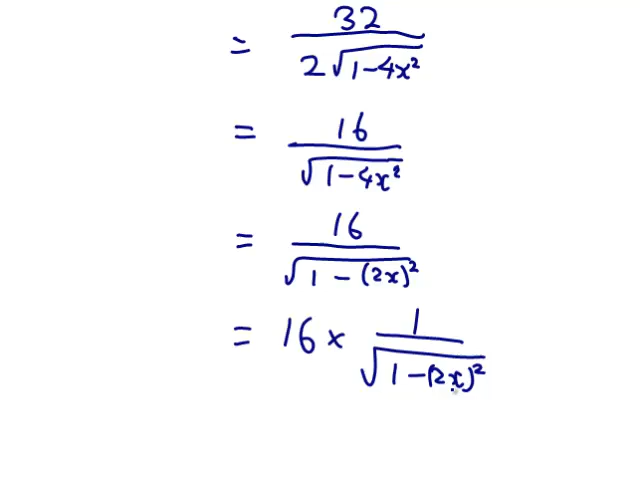 = 32 / 2√(1-4x²)
= 16 / √(1-4x²)
= 16 / √(1-(2x)²)
= 16 × 1 / √(1-(2x)²)